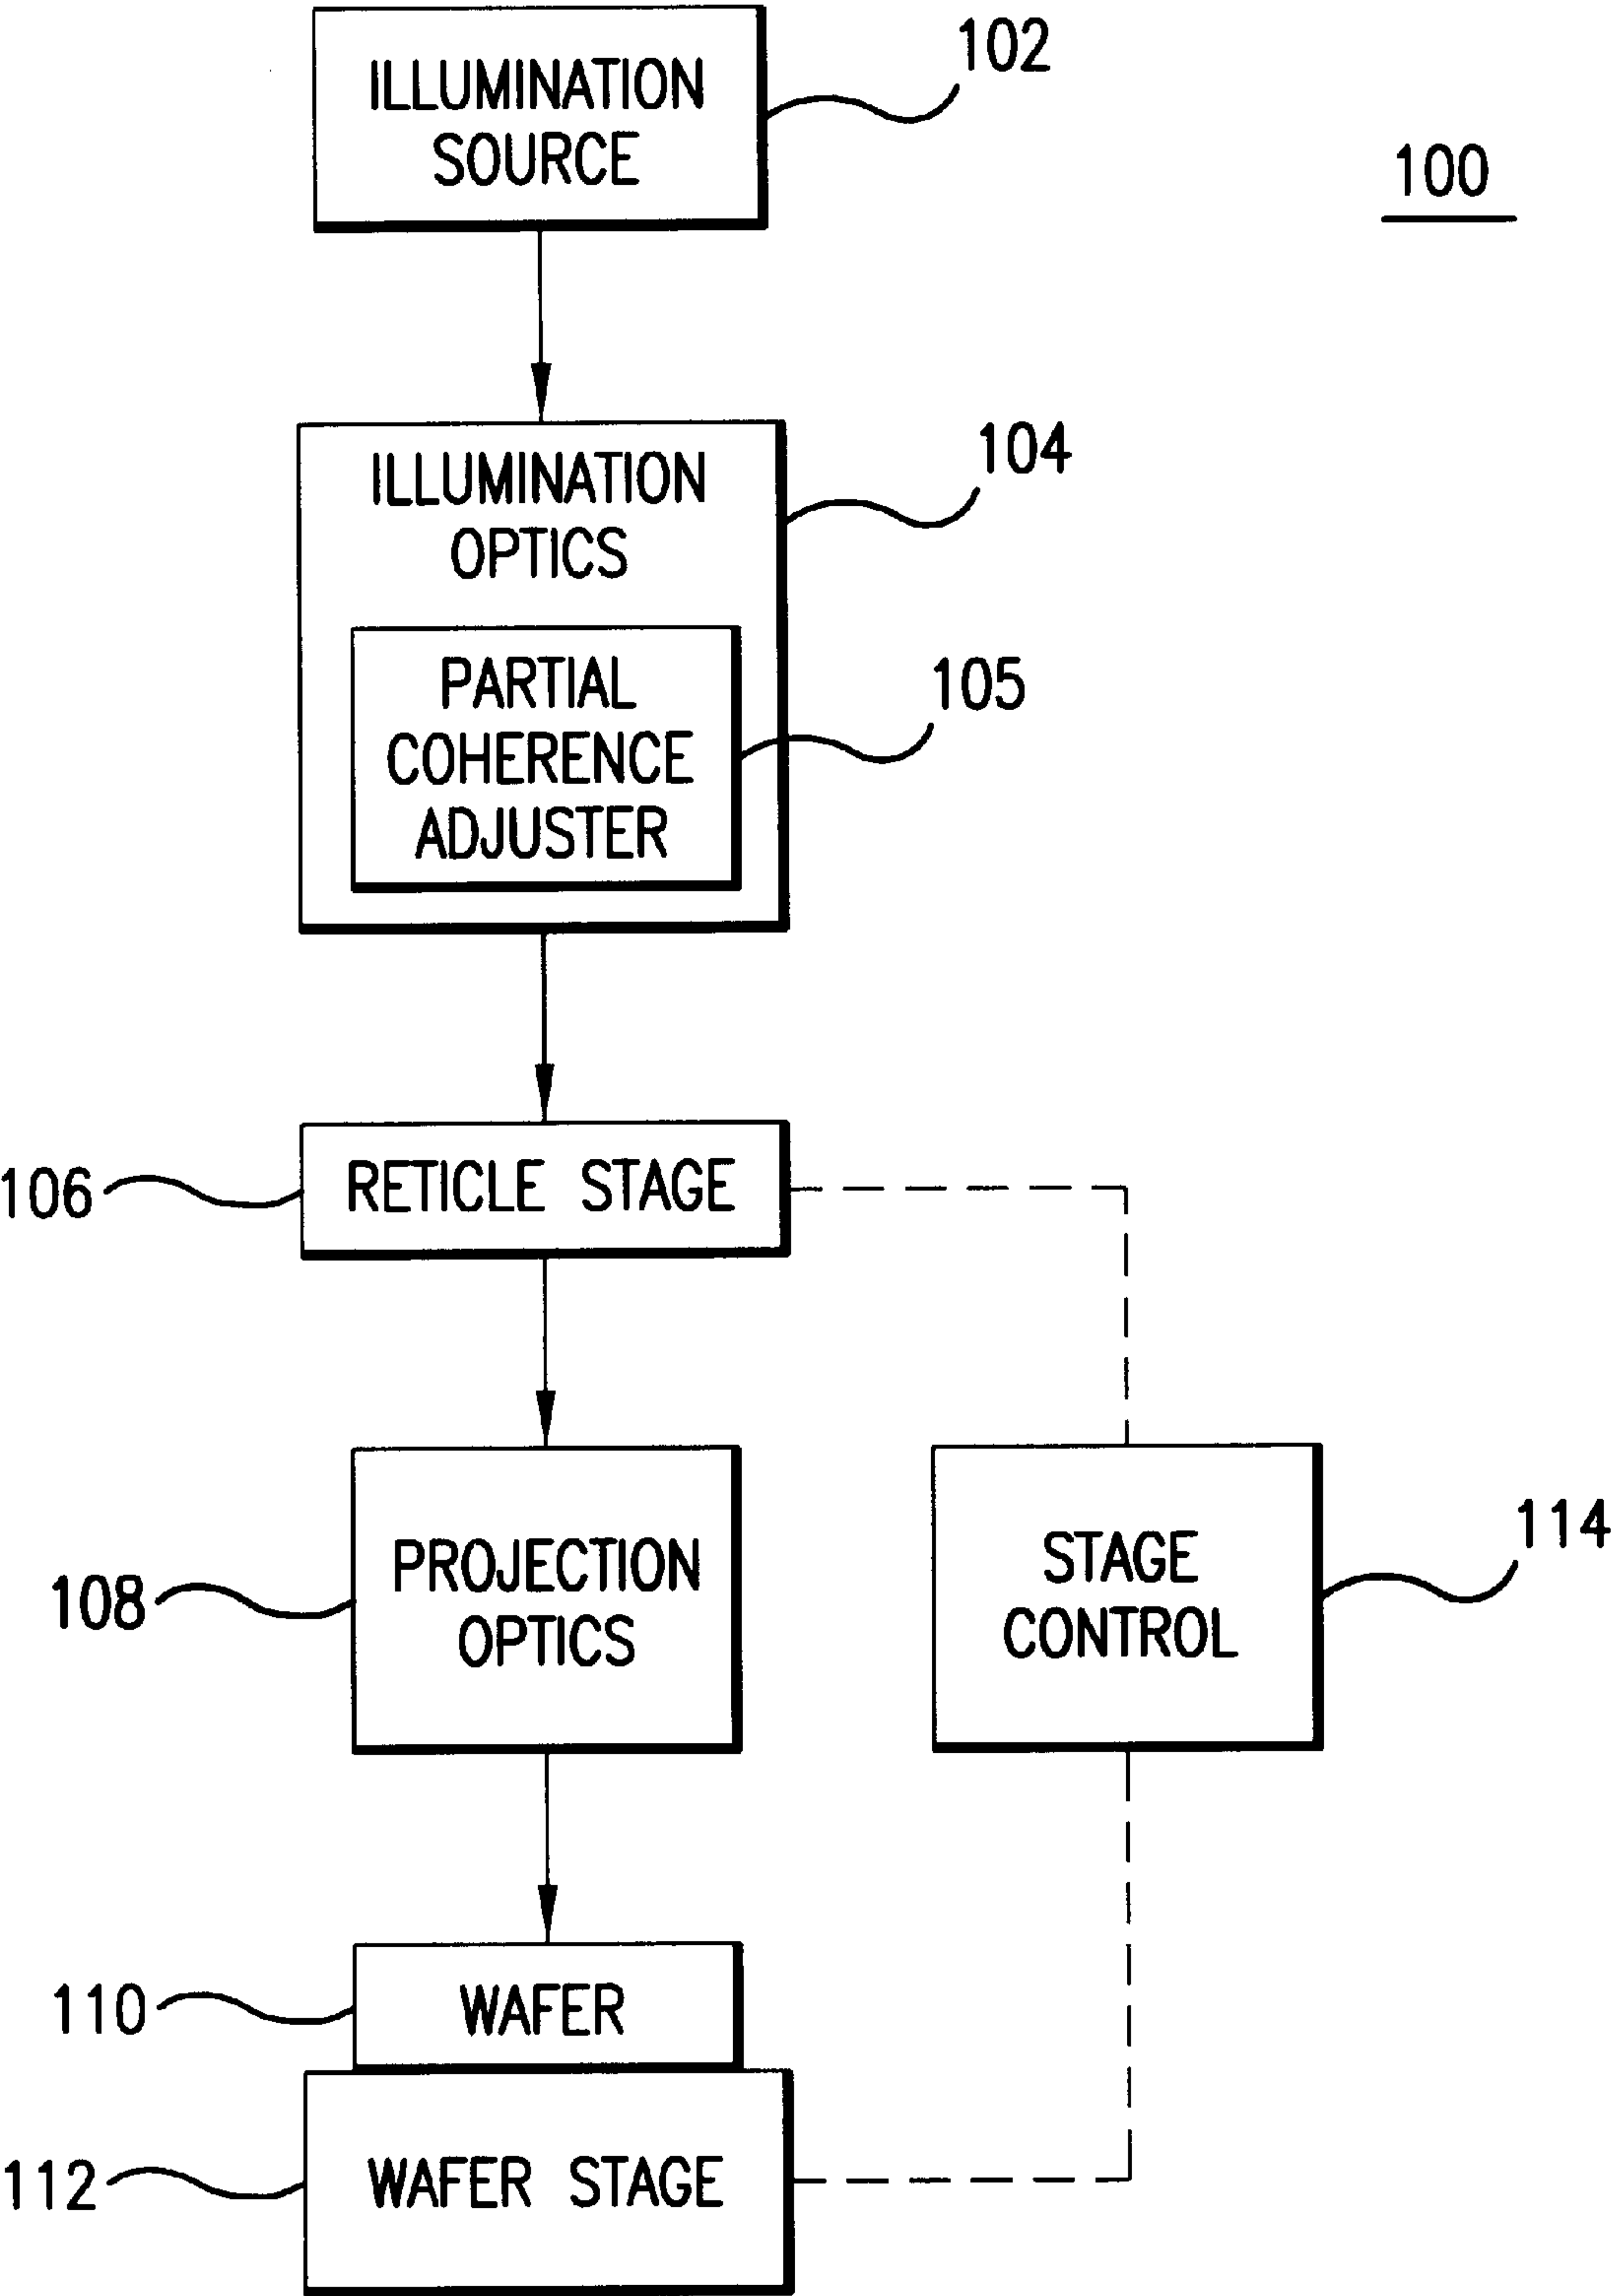 ILLUMINATION
SOURCE
102
100
ILLUMINATION
OPTICS
104
PARTIAL
COHERENCE
ADJUSTER
105
106
RETICLE STAGE
108
PROJECTION
OPTICS
STAGE
CONTROL
114
110
WAFER
112
WAFER STAGE